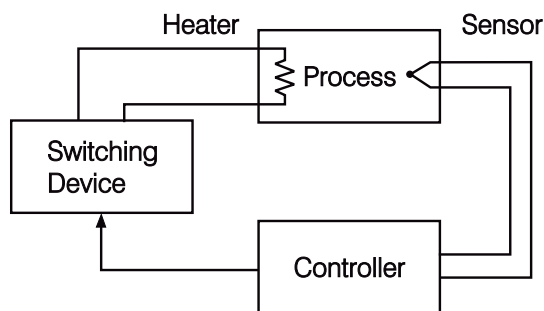 Heater
Sensor
Process
Switching
Device
Controller